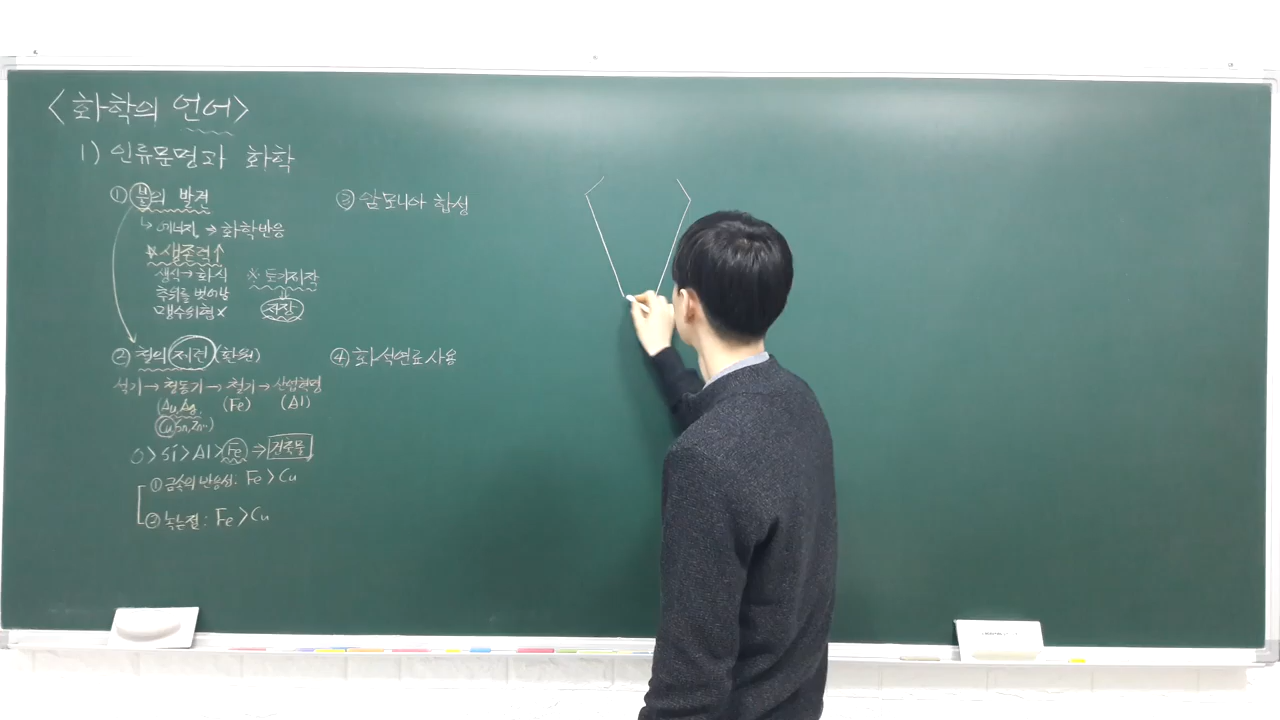 <화학의 언어>
1) 인류문명과 화학
① 불의 발견
↳ 에너지 → 화학반응
※ 생존력↑
생식→화식
추위를 벗어남
맹수위협 ×
※ 토기제작
저장
② 철의 제련 (환원)
석기 → 청동기 → 철기 → 산업혁명
(Au, Ag, (Fe) (Al)
Cu, Sn, Zn…)
O > Si > Al > Fe ⇒ 건축물
① 금속의 반응성: Fe > Cu
② 녹는점: Fe > Cu
③ 암모니아 합성
④ 화석연료 사용